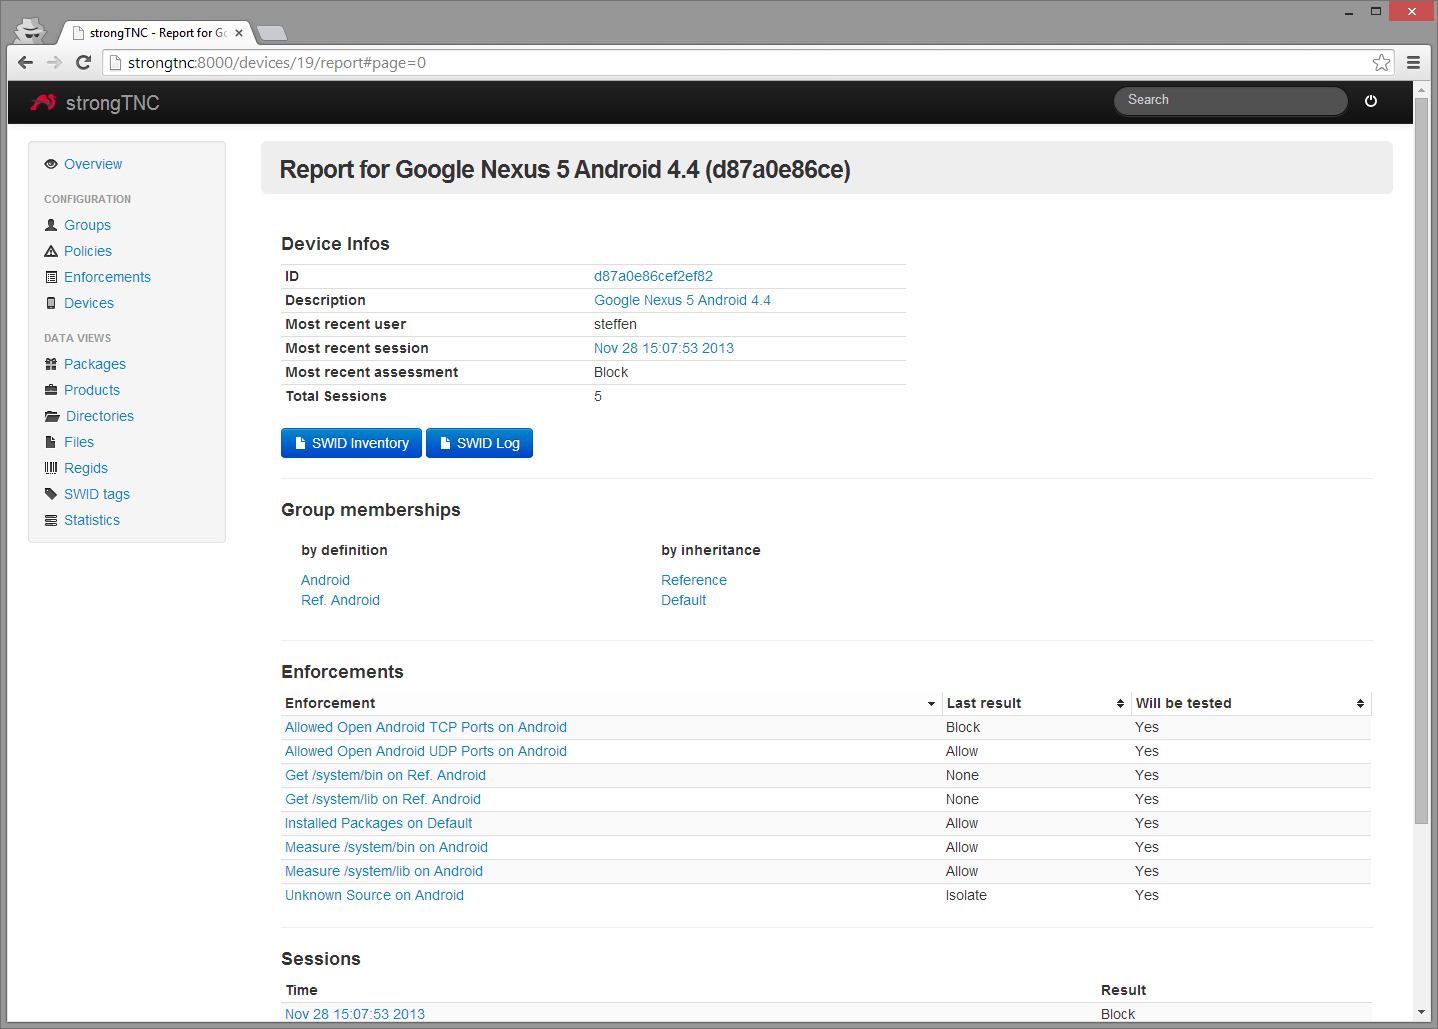 strongTNC - Report for Go
strongtnc:8000/devices/19/report#page=0
strongTNC
Search
Overview
CONFIGURATION
Groups
Policies
Enforcements
Devices
DATA VIEWS
Packages
Products
Directories
Files
Regids
SWID tags
Statistics
Report for Google Nexus 5 Android 4.4 (d87a0e86ce)
Device Infos
ID d87a0e86cef2ef82
Description Google Nexus 5 Android 4.4
Most recent user steffen
Most recent session Nov 28 15:07:53 2013
Most recent assessment Block
Total Sessions 5
SWID Inventory SWID Log
Group memberships
by definition by inheritance
Android Reference
Ref. Android Default
Enforcements
Enforcement Last result Will be tested
Allowed Open Android TCP Ports on Android Block Yes
Allowed Open Android UDP Ports on Android Allow Yes
Get /system/bin on Ref. Android None Yes
Get /system/lib on Ref. Android None Yes
Installed Packages on Default Allow Yes
Measure /system/bin on Android Allow Yes
Measure /system/lib on Android Allow Yes
Unknown Source on Android Isolate Yes
Sessions
Time Result
Nov 28 15:07:53 2013 Block